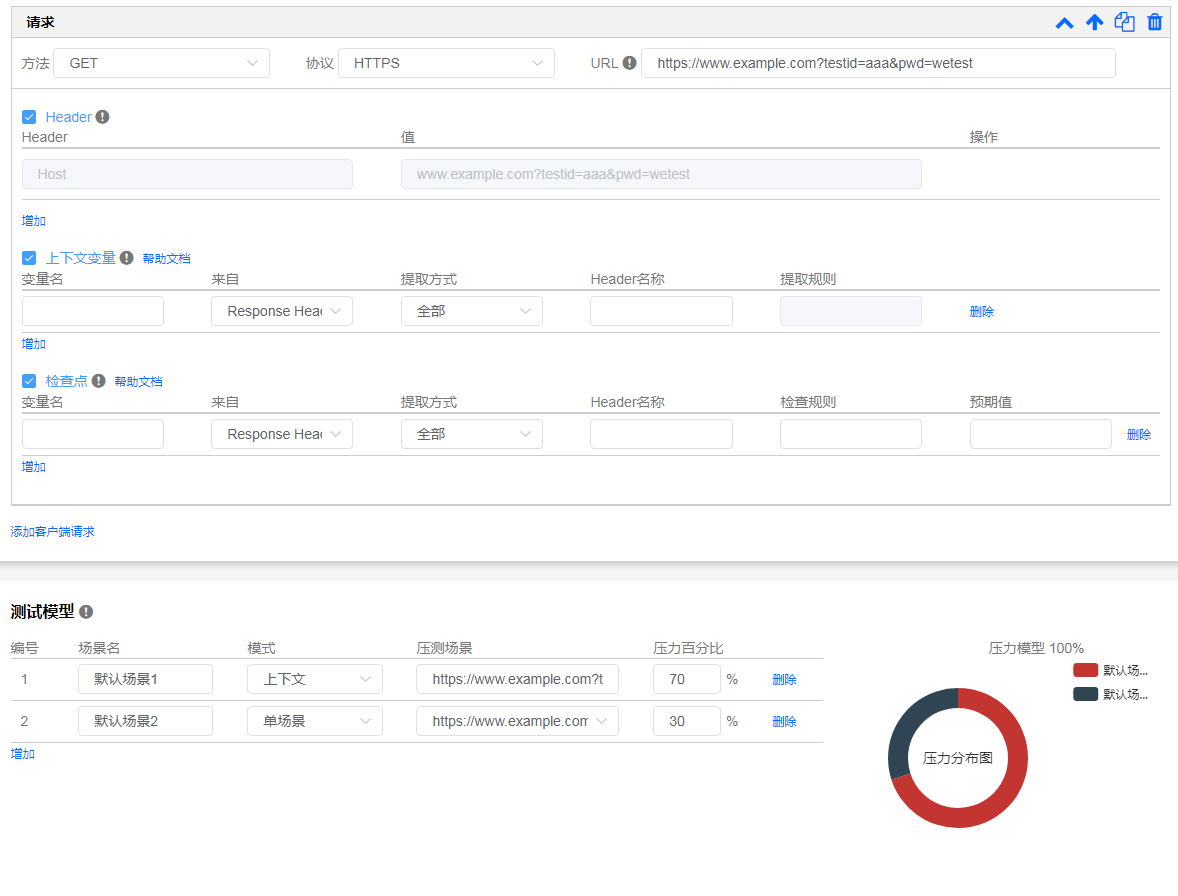 请求
方法 GET 协议 HTTPS URL https://www.example.com?testid=aaa&pwd=wetest
Header
Header 值 操作
Host www.example.com?testid=aaa&pwd=wetest
增加
上下文变量 帮助文档
变量名 来自 提取方式 Header名称 提取规则
Response Head 全部 删除
增加
检查点 帮助文档
变量名 来自 提取方式 Header名称 检查规则 预期值
Response Head 全部 删除
增加
添加客户端请求
测试模型
编号 场景名 模式 压测场景 压力百分比 压力模型 100%
1 默认场景1 上下文 https://www.example.com?t 70 % 删除
默认场...
默认场...
2 默认场景2 单场景 https://www.example.com 30 % 删除
增加
压力分布图